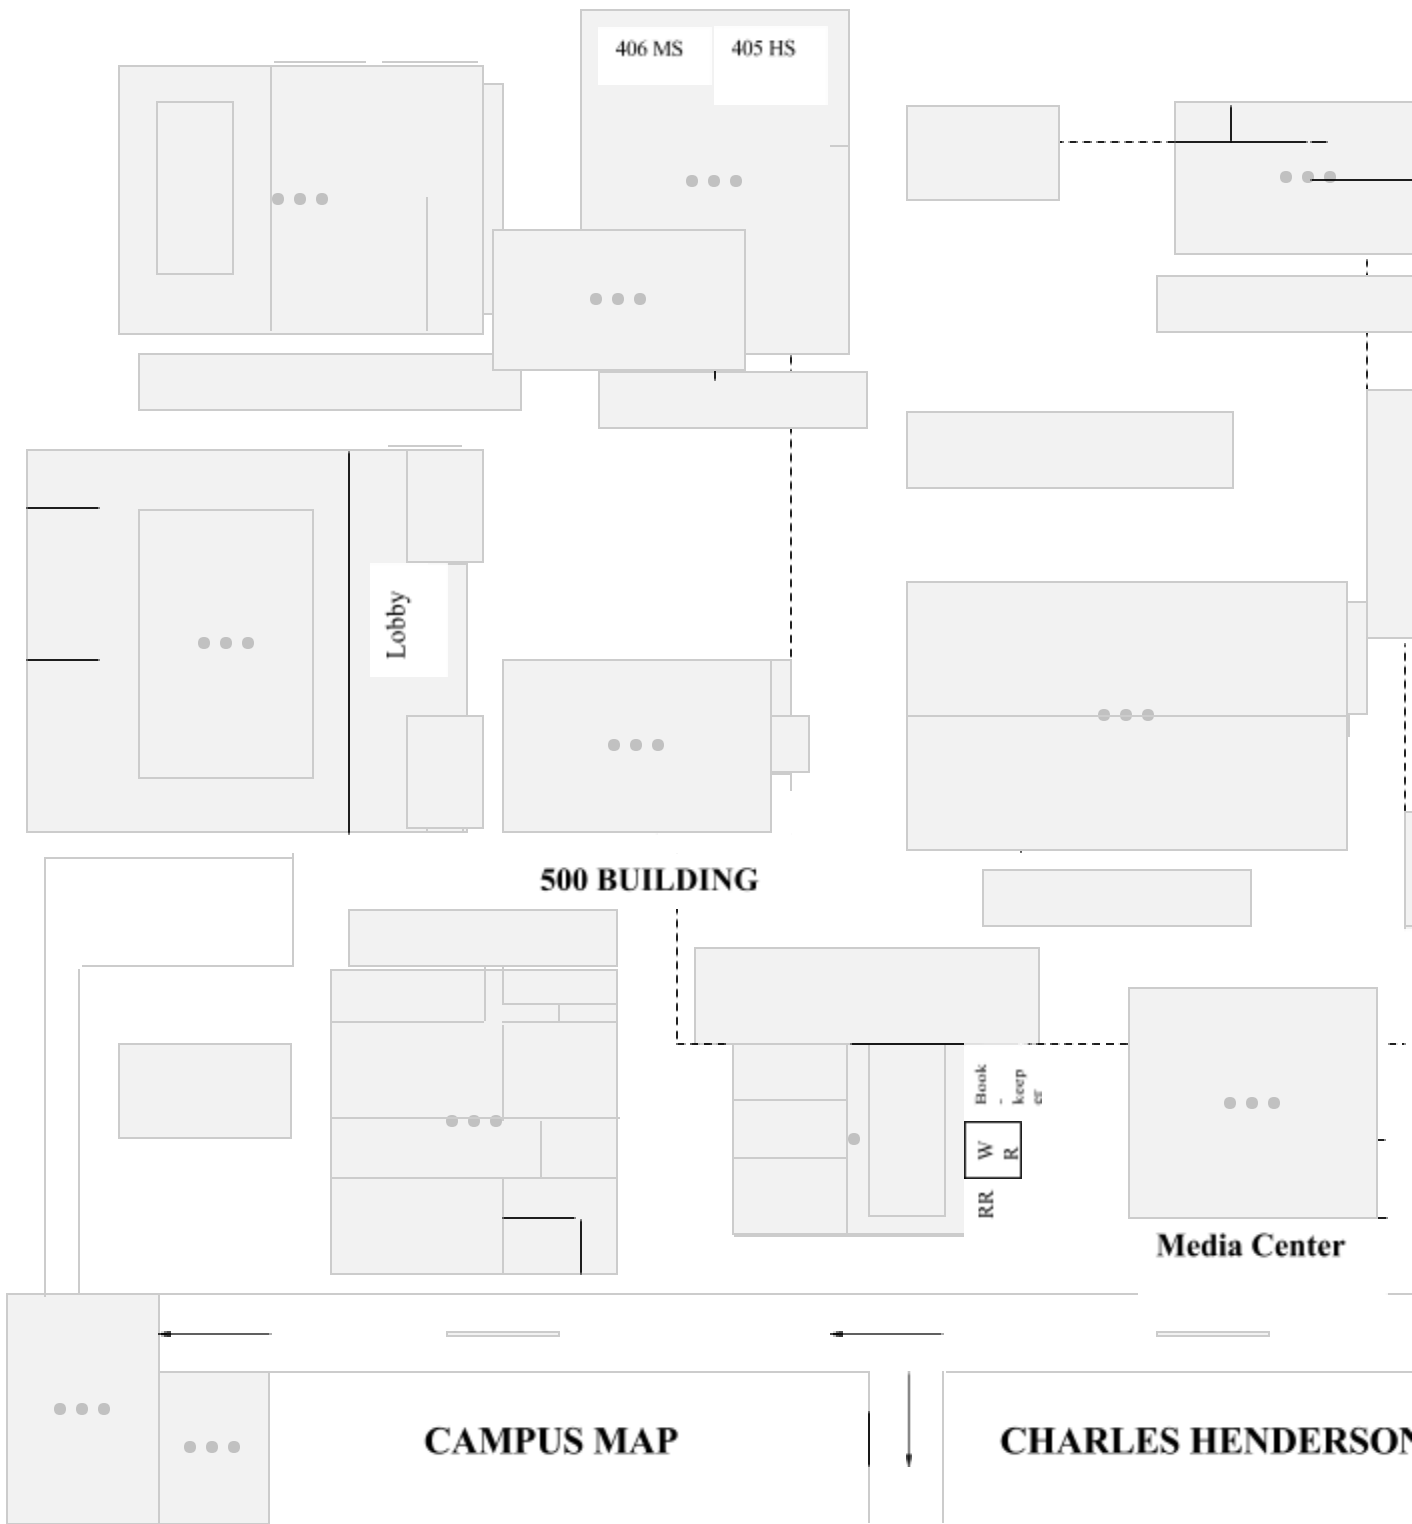 406 MS
405 HS
Lobby
500 BUILDING
Book
-
keep
er
W
R
RR
Media Center
CAMPUS MAP
CHARLES HENDERSON